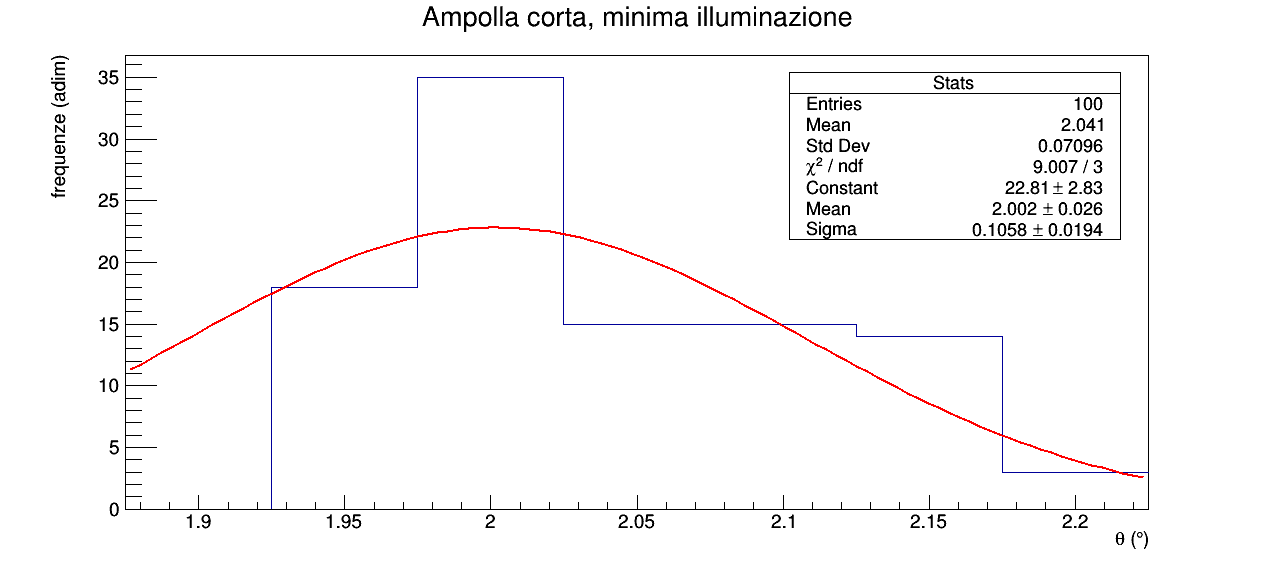 Ampolla corta, minima illuminazione
frequenze (adim)
35
30
25
20
15
10
5
0
Stats
Entries 100
Mean 2.041
Std Dev 0.07096
χ² / ndf 9.007 / 3
Constant 22.81 ± 2.83
Mean 2.002 ± 0.026
Sigma 0.1058 ± 0.0194
1.9 1.95 2 2.05 2.1 2.15 2.2
θ (°)